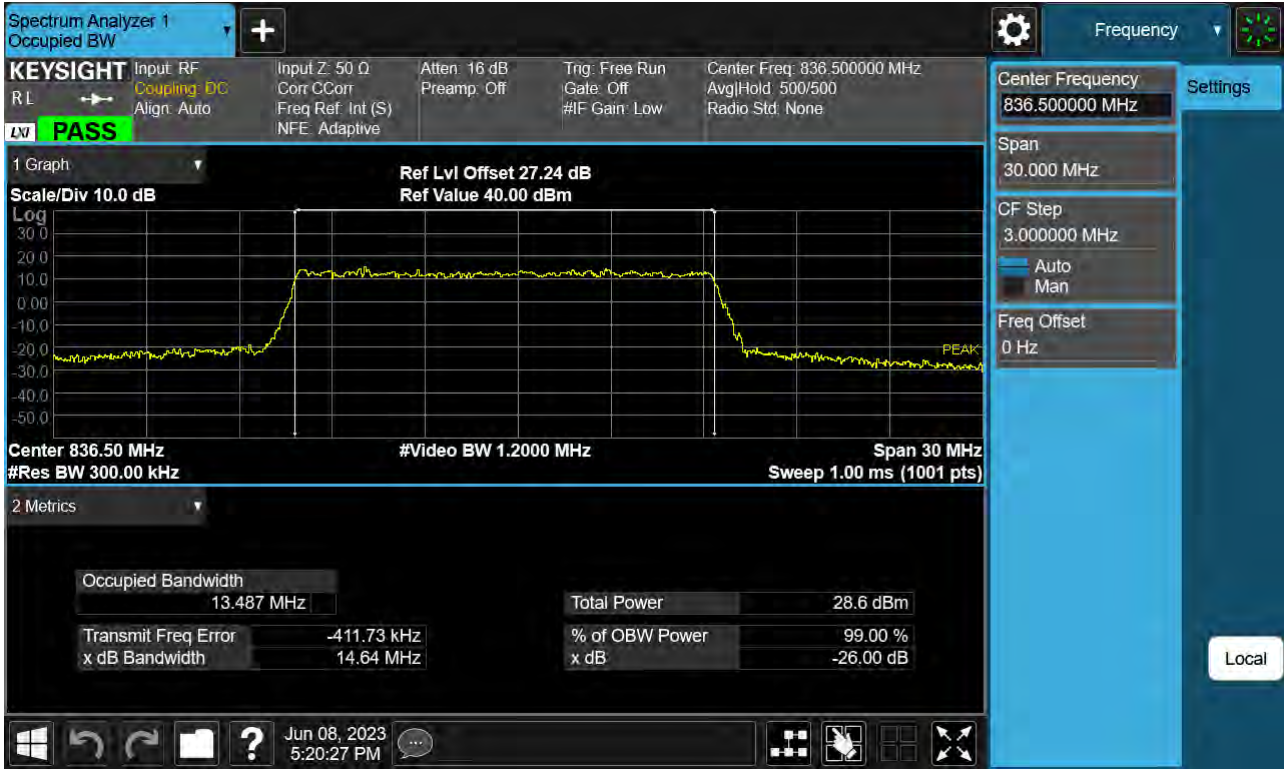 Spectrum Analyzer 1
Occupied BW
Frequency
KEYSIGHT
R L
LXI
PASS
Input: RF
Coupling: DC
Align: Auto
Input Z: 50 Ω
Corr CCorr
Freq Ref: Int (S)
NFE: Adaptive
Atten: 16 dB
Preamp: Off
Trig: Free Run
Gate: Off
#IF Gain: Low
Center Freq: 836.500000 MHz
Avg|Hold: 500/500
Radio Std: None
Center Frequency
836.500000 MHz
Settings
Span
30.000 MHz
CF Step
3.000000 MHz
Auto
Man
Freq Offset
0 Hz
Local
1 Graph
Scale/Div 10.0 dB
Ref Lvl Offset 27.24 dB
Ref Value 40.00 dBm
Log
30.0
20.0
10.0
0.00
-10.0
-20.0
-30.0
-40.0
-50.0
PEAK
Center 836.50 MHz
#Video BW 1.2000 MHz
Span 30 MHz
#Res BW 300.00 kHz
Sweep 1.00 ms (1001 pts)
2 Metrics
Occupied Bandwidth
13.487 MHz
Total Power 28.6 dBm
Transmit Freq Error -411.73 kHz
% of OBW Power 99.00 %
x dB Bandwidth 14.64 MHz
x dB -26.00 dB
?
Jun 08, 2023
5:20:27 PM